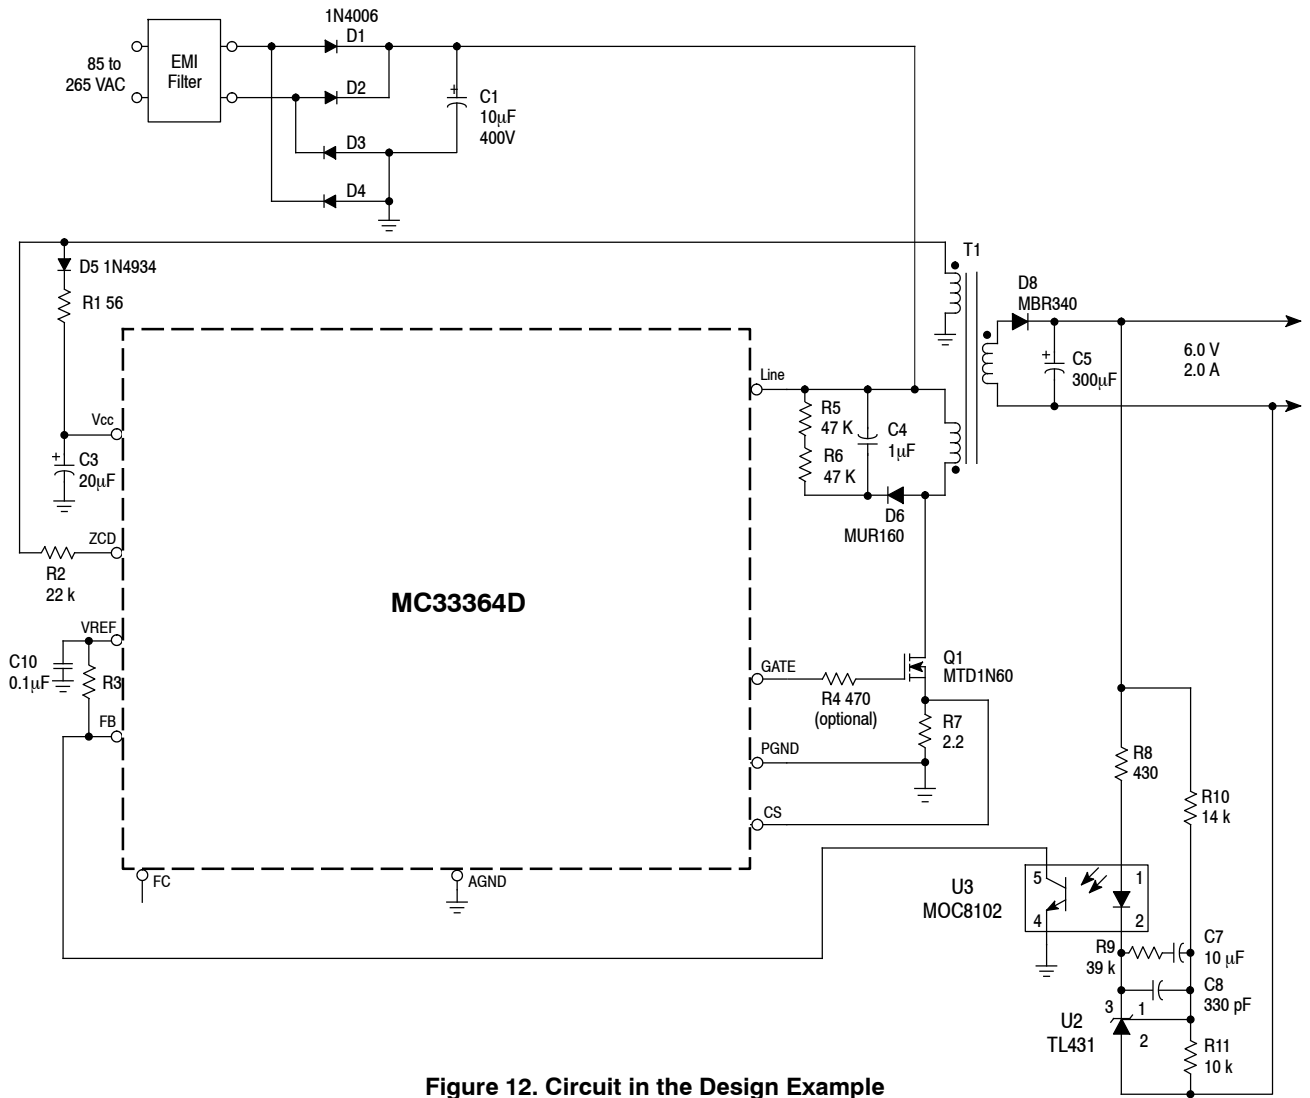 1N4006
D1
EMI
Filter
85 to
265 VAC
D2
+
C1
10µF
400V
D3
D4
T1
D5 1N4934
R1 56
D8
MBR340
Line
+
C5
300µF
6.0 V
2.0 A
R5
47 K
C4
1µF
R6
47 K
Vcc
+
C3
20µF
D6
MUR160
ZCD
R2
22 k
MC33364D
VREF
C10
0.1µF
R3
FB
GATE
R4 470
(optional)
Q1
MTD1N60
R7
2.2
PGND
CS
R8
430
R10
14 k
FC
AGND
U3
MOC8102
5
4
1
2
R9
39 k
C7
10 µF
C8
330 pF
3
1
2
U2
TL431
R11
10 k
Figure 12. Circuit in the Design Example